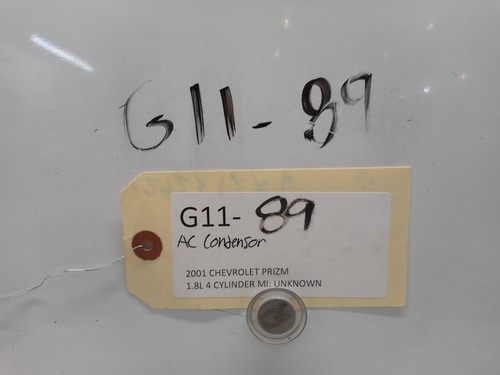 G11-89
G11-89
AC Condensor
2001 CHEVROLET PRIZM
1.8L 4 CYLINDER MI: UNKNOWN